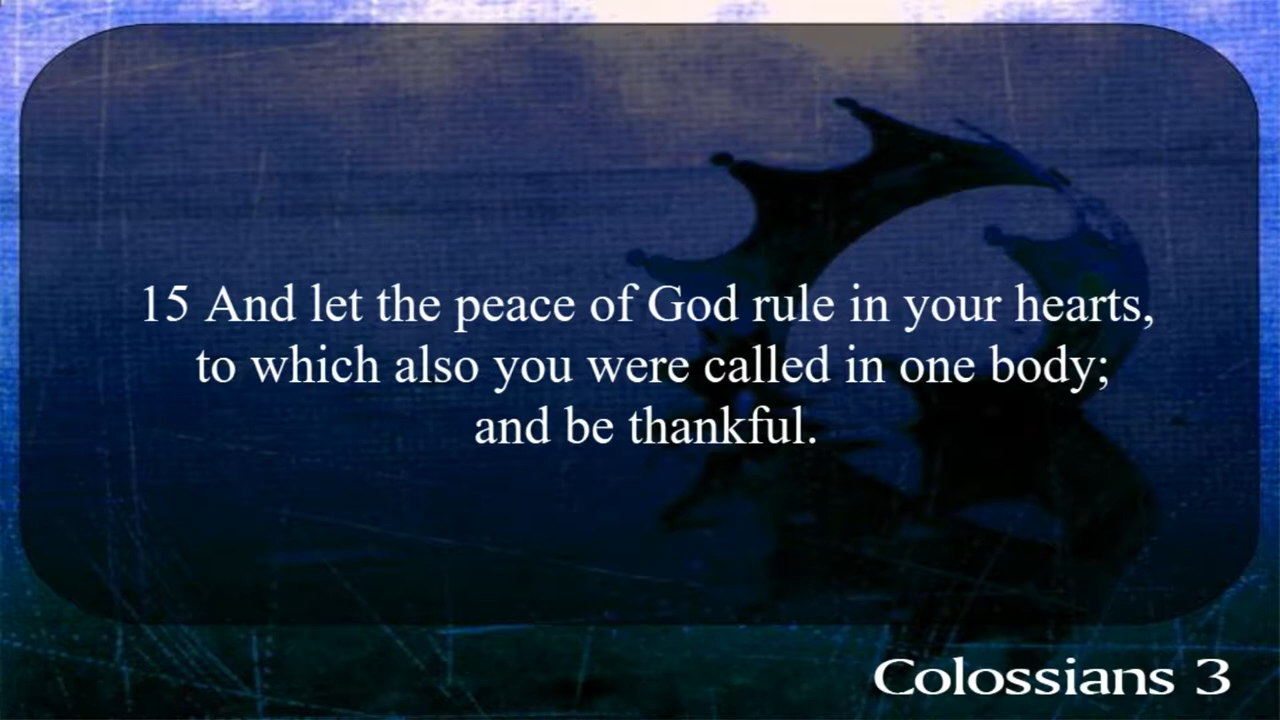 15 And let the peace of God rule in your hearts,
to which also you were called in one body;
and be thankful.
Colossians 3